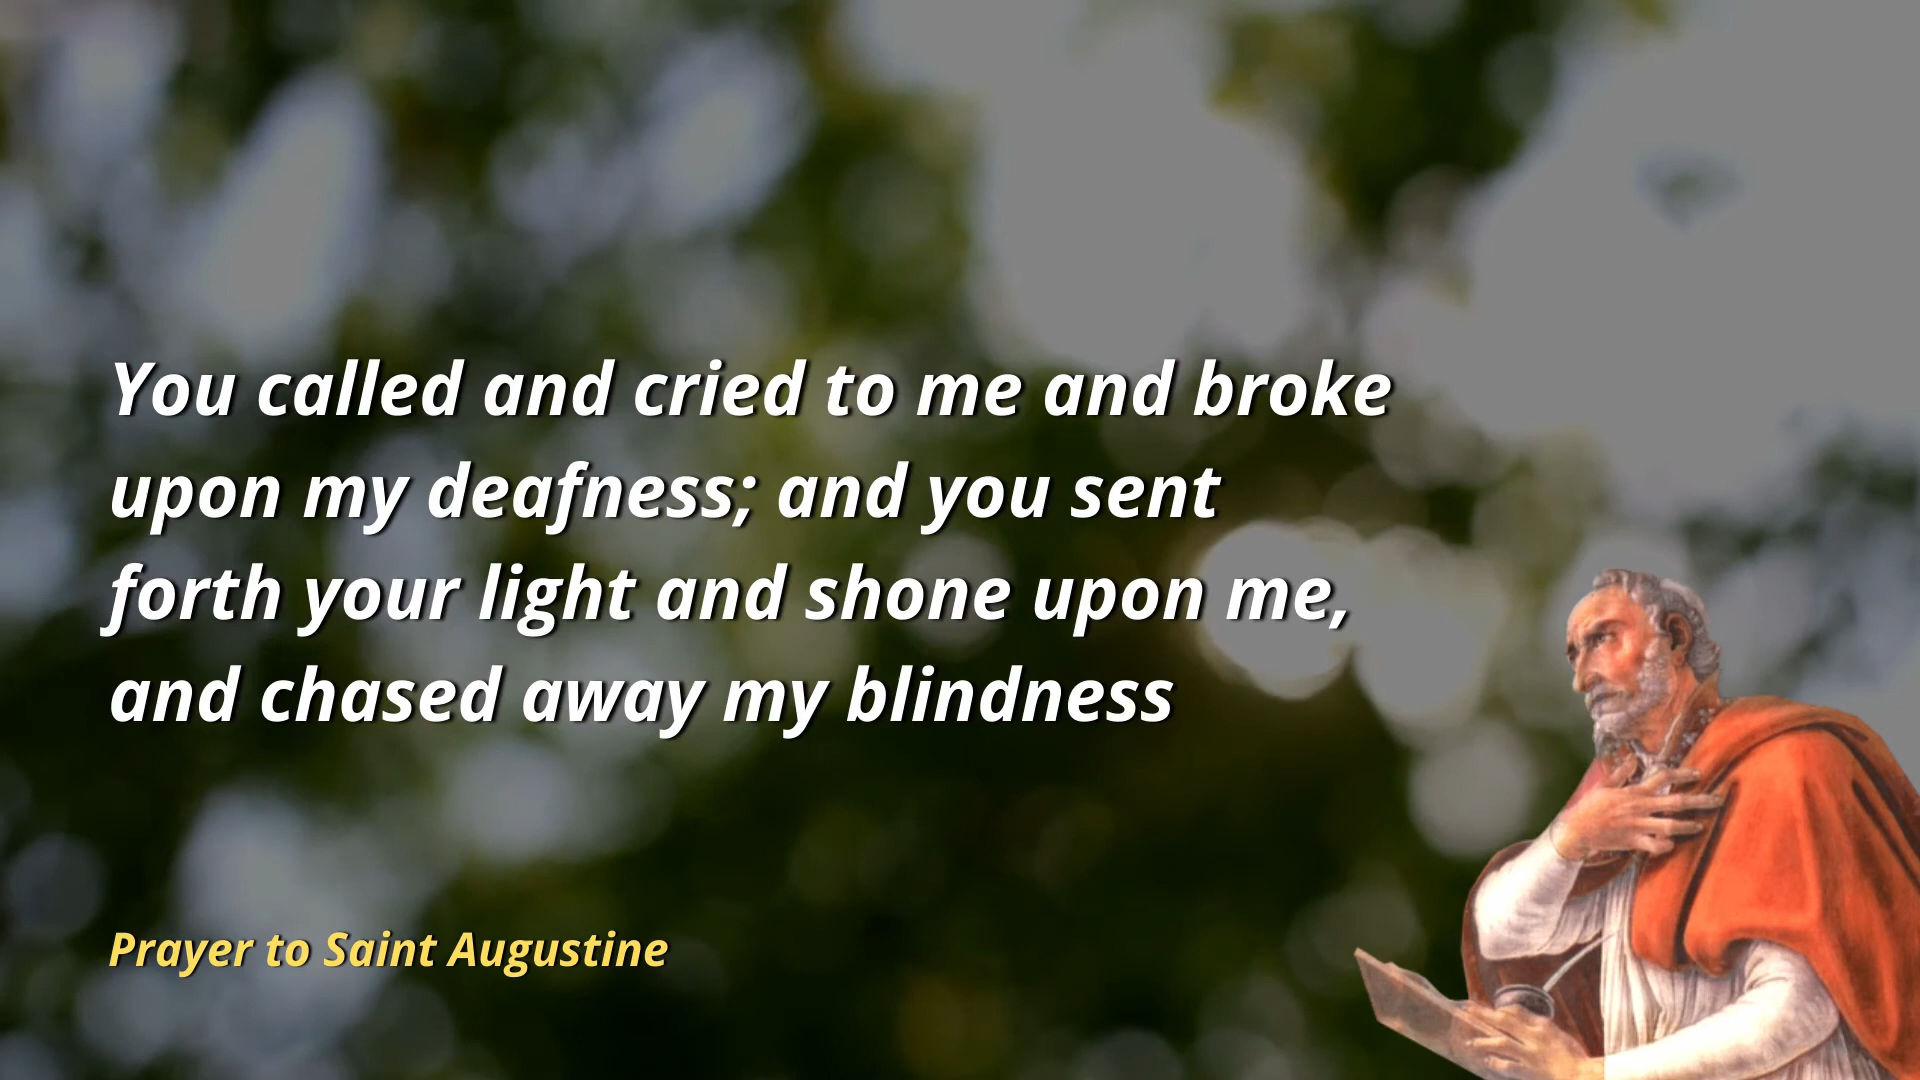 You called and cried to me and broke
upon my deafness; and you sent
forth your light and shone upon me,
and chased away my blindness
Prayer to Saint Augustine